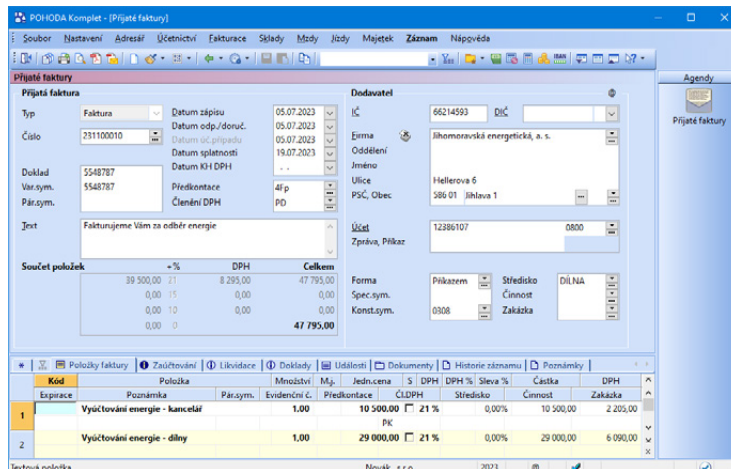 POHODA Komplet - [Přijaté faktury]
Soubor Nastavení Adresář Účetnictví Fakturace Sklady Mzdy Jízdy Majetek Záznam Nápověda
Přijaté faktury
Agendy
Přijatá faktura
Dodavatel
Přijaté faktury
Typ Faktura
Datum zápisu 05.07.2023
IČ 66214593 DIČ
Datum odp./doruč. 05.07.2023
Číslo 231100010
Datum úč.případu 05.07.2023
Firma Jihomoravská energetická, a. s.
Datum splatnosti 19.07.2023
Oddělení
Datum KH DPH . .
Jméno
Doklad 5548787
Ulice Hellerova 6
Var.sym. 5548787
Předkontace 4Fp
PSČ, Obec 586 01 Jihlava 1
Pár.sym.
Členění DPH PD
Text Fakturujeme Vám za odběr energie
Účet 12386107 0800
Zpráva, Příkaz
Součet položek + % DPH Celkem
39 500,00 21 8 295,00 47 795,00
Forma Příkazem Středisko DÍLNA
0,00 15 0,00 0,00
Spec.sym. Činnost
0,00 10 0,00 0,00
Konst.sym. 0308 Zakázka
0,00 0 47 795,00
Položky faktury Zaúčtování Likvidace Doklady Události Dokumenty Historie záznamu Poznámky
Kód Položka Množství M.j. Jedn.cena S DPH DPH % Sleva % Částka DPH
Expirace Poznámka Pár.sym. Evidenční č. Předkontace Čl.DPH Středisko Činnost Zakázka
1 Vyúčtování energie - kancelář 1.00 10 500.00 21 % 0,00% 10 500,00 2 205,00
PK
2 Vyúčtování energie - dílny 1.00 29 000,00 21 % 0,00% 29 000,00 6 090,00
Textová položka Novák s.r.o. 2023 @